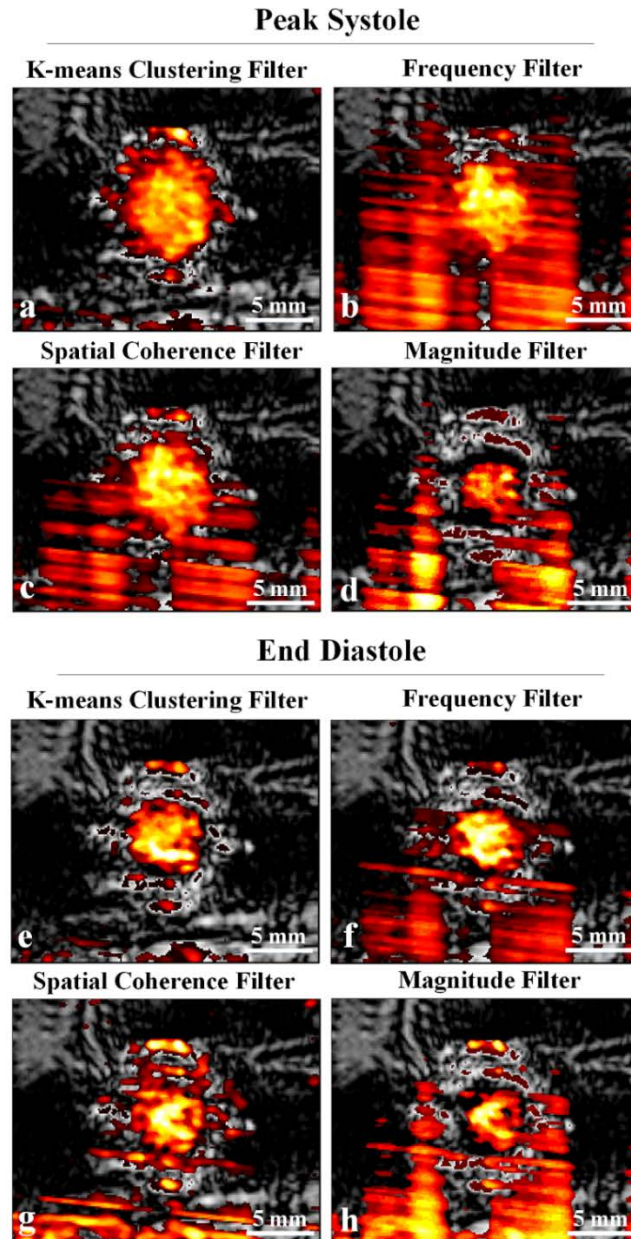 Peak Systole
K-means Clustering Filter
Frequency Filter
a
5 mm
b
5 mm
Spatial Coherence Filter
Magnitude Filter
c
5 mm
d
5 mm
End Diastole
K-means Clustering Filter
Frequency Filter
e
5 mm
f
5 mm
Spatial Coherence Filter
Magnitude Filter
g
5 mm
h
5 mm